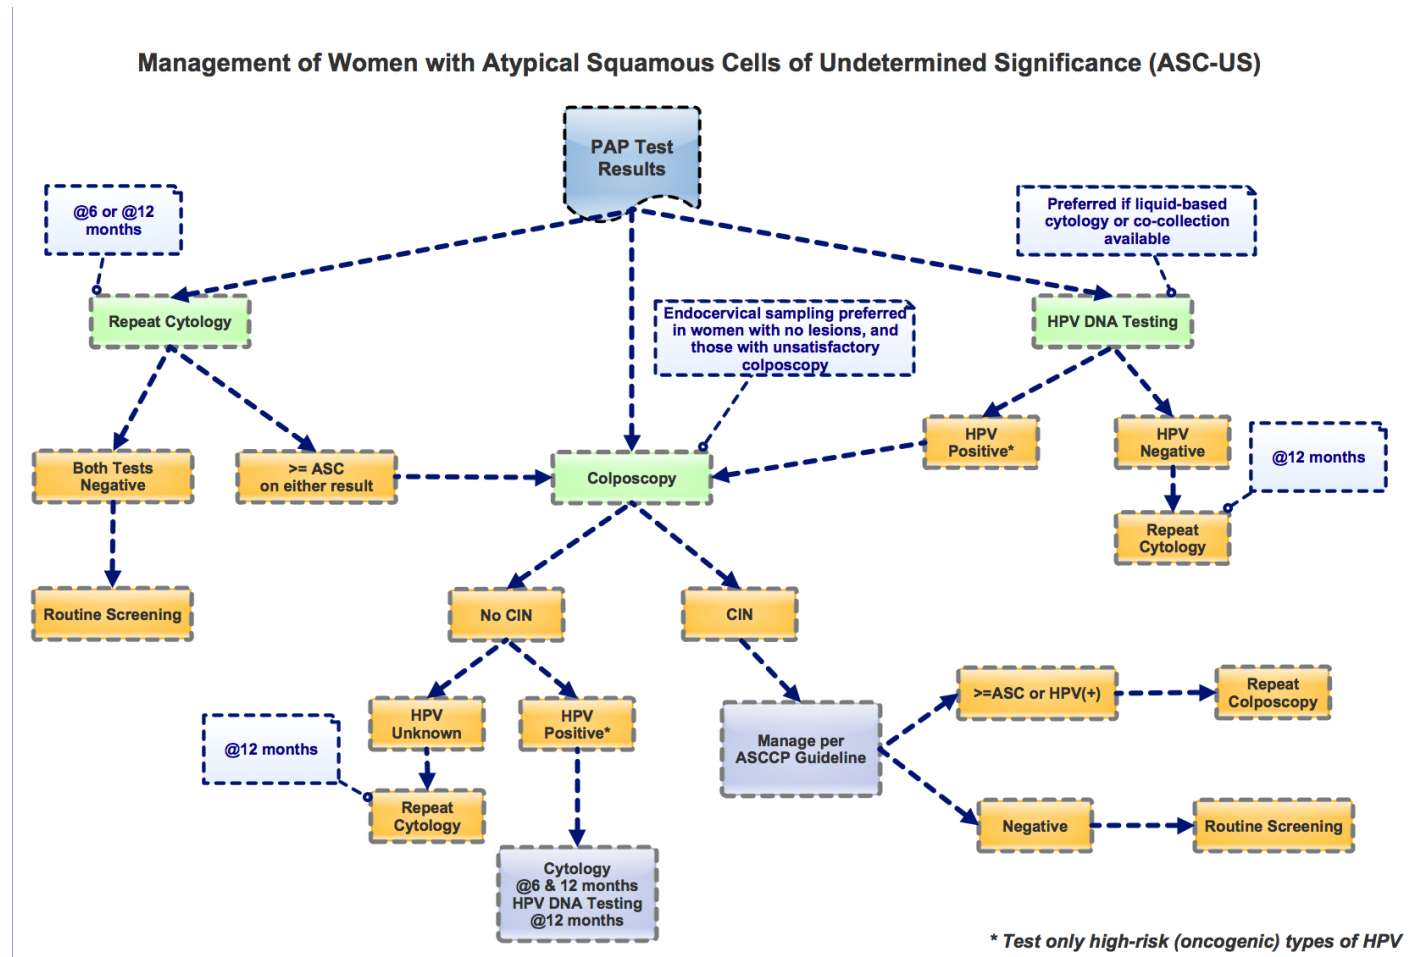 Management of Women with Atypical Squamous Cells of Undetermined Significance (ASC-US)
PAP Test
Results
@6 or @12
months
Preferred if liquid-based
cytology or co-collection
available
Repeat Cytology
Endocervical sampling preferred
in women with no lesions, and
those with unsatisfactory
colposcopy
HPV DNA Testing
Both Tests
Negative
>= ASC
on either result
Colposcopy
HPV
Positive*
HPV
Negative
@12 months
Repeat
Cytology
Routine Screening
No CIN
CIN
HPV
Unknown
HPV
Positive*
@12 months
Repeat
Cytology
Cytology
@6 & 12 months
HPV DNA Testing
@12 months
Manage per
ASCCP Guideline
>=ASC or HPV(+)
Repeat
Colposcopy
Negative
Routine Screening
* Test only high-risk (oncogenic) types of HPV